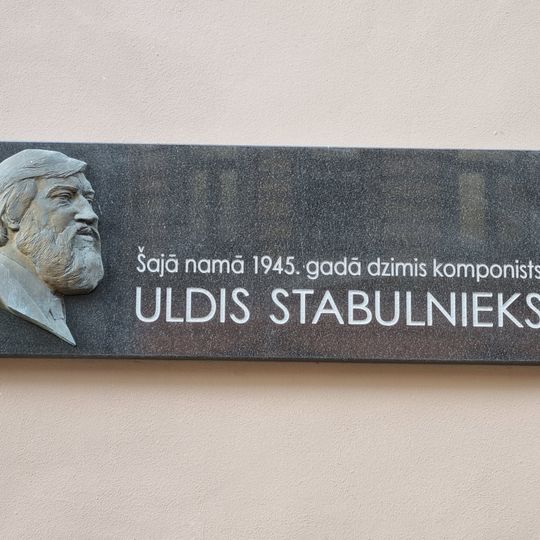 Šajā namā 1945. gadā dzimis komponists
ULDIS STABULNIEKS